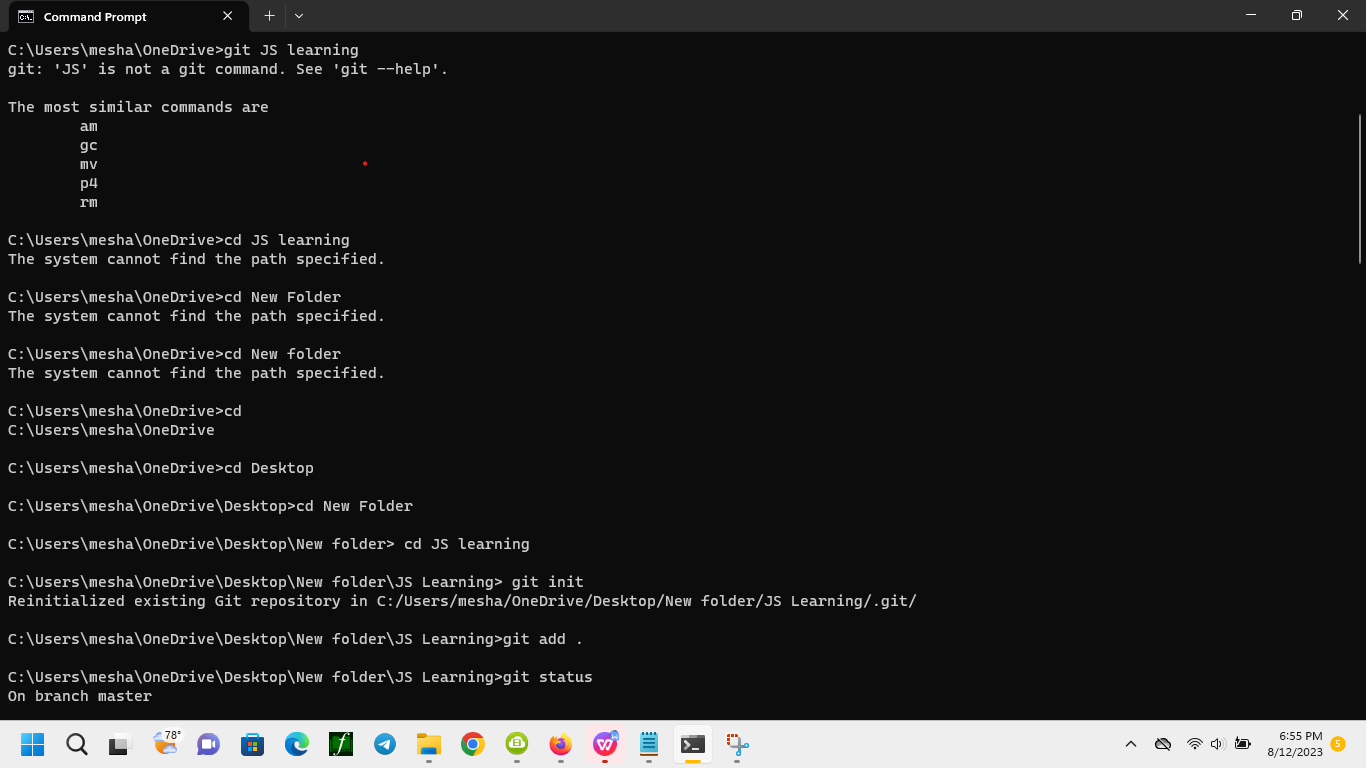 Command Prompt
C:\Users\mesha\OneDrive>git JS learning
git: 'JS' is not a git command. See 'git --help'.
The most similar commands are
am
gc
mv
p4
rm
C:\Users\mesha\OneDrive>cd JS learning
The system cannot find the path specified.
C:\Users\mesha\OneDrive>cd New Folder
The system cannot find the path specified.
C:\Users\mesha\OneDrive>cd New folder
The system cannot find the path specified.
C:\Users\mesha\OneDrive>cd
C:\Users\mesha\OneDrive
C:\Users\mesha\OneDrive>cd Desktop
C:\Users\mesha\OneDrive\Desktop>cd New Folder
C:\Users\mesha\OneDrive\Desktop\New folder> cd JS learning
C:\Users\mesha\OneDrive\Desktop\New folder\JS Learning> git init
Reinitialized existing Git repository in C:/Users/mesha/OneDrive/Desktop/New folder/JS Learning/.git/
C:\Users\mesha\OneDrive\Desktop\New folder\JS Learning>git add .
C:\Users\mesha\OneDrive\Desktop\New folder\JS Learning>git status
On branch master
78°
6:55 PM
8/12/2023
5